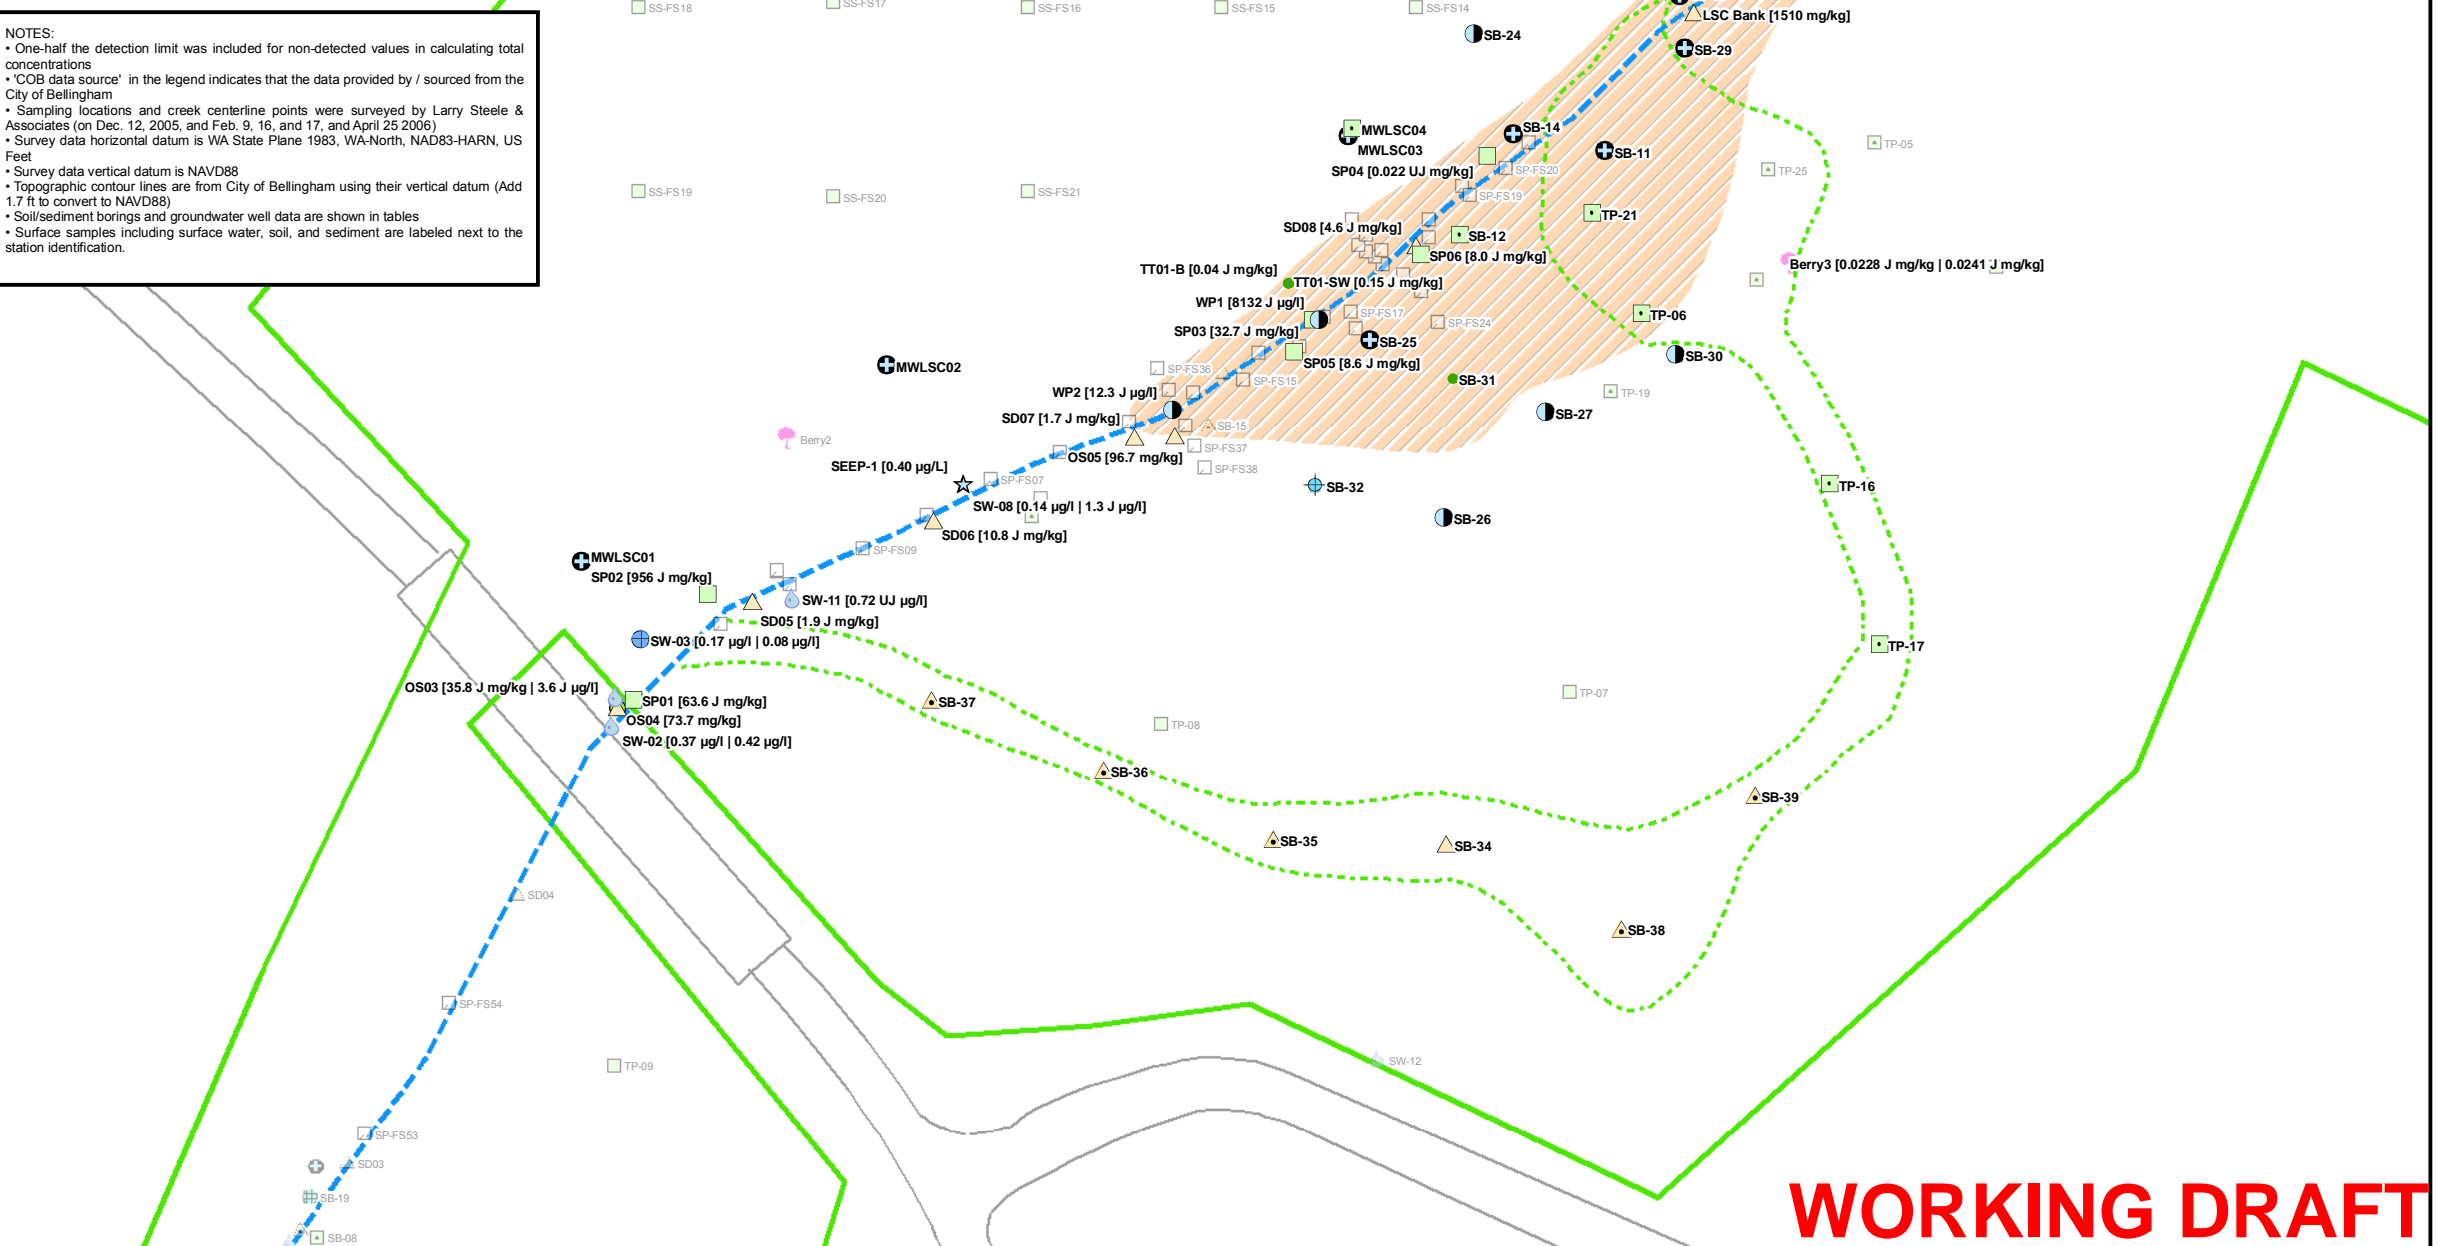 NOTES:
• One-half the detection limit was included for non-detected values in calculating total
concentrations
• 'COB data source' in the legend indicates that the data provided by / sourced from the
City of Bellingham
• Sampling locations and creek centerline points were surveyed by Larry Steele &
Associates (on Dec. 12, 2005, and Feb. 9, 16, and 17, and April 25 2006)
• Survey data horizontal datum is WA State Plane 1983, WA-North, NAD83-HARN, US
Feet
• Survey data vertical datum is NAVD88
• Topographic contour lines are from City of Bellingham using their vertical datum (Add
1.7 ft to convert to NAVD88)
• Soil/sediment borings and groundwater well data are shown in tables
• Surface samples including surface water, soil, and sediment are labeled next to the
station identification.
SS-FS18
SS-FS17
SS-FS16
SS-FS15
SS-FS14
LSC Bank [1510 mg/kg]
SB-24
SB-29
MWLSC04
MWLSC03
SB-14
SB-11
TP-05
TP-25
SP04 [0.022 UJ mg/kg]
SP-FS20
SS-FS19
SS-FS20
SS-FS21
SP-FS19
TP-21
SD08 [4.6 J mg/kg]
SB-12
SP06 [8.0 J mg/kg]
Berry3 [0.0228 J mg/kg | 0.0241 J mg/kg]
TT01-B [0.04 J mg/kg]
TT01-SW [0.15 J mg/kg]
WP1 [8132 J µg/l]
SP-FS17
SP-FS24
TP-06
SP03 [32.7 J mg/kg]
SB-25
SB-30
SP05 [8.6 J mg/kg]
MWLSC02
SP-FS36
SP-FS15
SB-31
WP2 [12.3 J µg/l]
TP-19
SB-27
SD07 [1.7 J mg/kg]
SB-15
Berry2
SP-FS37
OS05 [96.7 mg/kg]
SP-FS38
SEEP-1 [0.40 µg/L]
SP-FS07
SB-32
TP-16
SW-08 [0.14 µg/l | 1.3 J µg/l]
SB-26
SD06 [10.8 J mg/kg]
SP-FS09
MWLSC01
SP02 [956 J mg/kg]
SW-11 [0.72 UJ µg/l]
SD05 [1.9 J mg/kg]
SW-03 [0.17 µg/l | 0.08 µg/l]
TP-17
OS03 [35.8 J mg/kg | 3.6 J µg/l]
SP01 [63.6 J mg/kg]
SB-37
TP-07
OS04 [73.7 mg/kg]
TP-08
SW-02 [0.37 µg/l | 0.42 µg/l]
SB-36
SB-39
SB-35
SB-34
SD04
SB-38
SP-FS54
SW-12
TP-09
SP-FS53
SD03
SB-19
SB-08
WORKING DRAFT